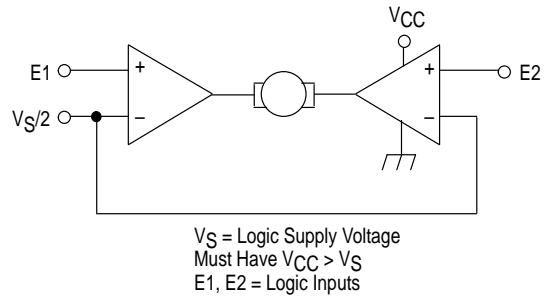 VCC
E1
+
+
E2
VS/2
−
−
VS = Logic Supply Voltage
Must Have VCC > VS
E1, E2 = Logic Inputs